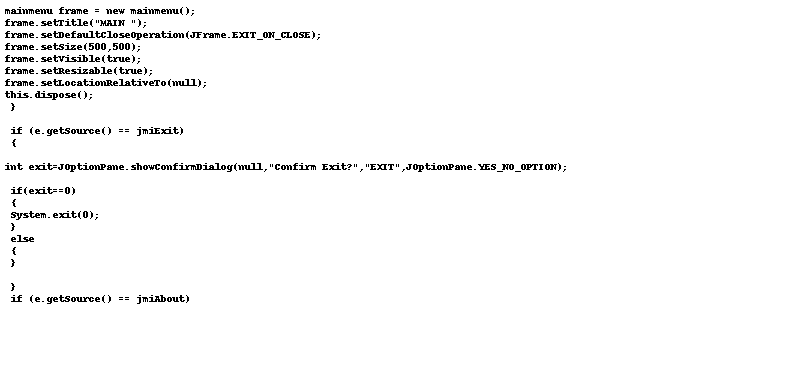 mainmenu frame = new mainmenu();
frame.setTitle("MAIN ");
frame.setDefaultCloseOperation(JFrame.EXIT_ON_CLOSE);
frame.setSize(500,500);
frame.setVisible(true);
frame.setResizable(true);
frame.setLocationRelativeTo(null);
this.dispose();
}
if (e.getSource() == jmiExit)
{
int exit=JOptionPane.showConfirmDialog(null,"Confirm Exit?","EXIT",JOptionPane.YES_NO_OPTION);
if(exit==0)
{
System.exit(0);
}
else
{
}
}
if (e.getSource() == jmiAbout)